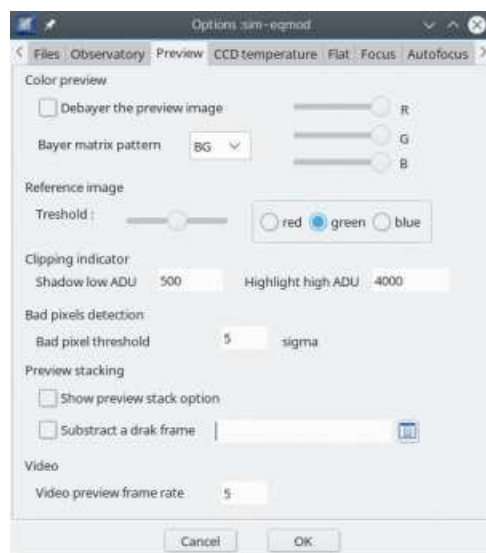 Options :sim-eqmod
Files Observatory Preview CCD temperature Flat Focus Autofocus
Color preview
Debayer the preview image
R
Bayer matrix pattern BG
G
B
Reference image
Treshold :
red green blue
Clipping indicator
Shadow low ADU 500 Highlight high ADU 4000
Bad pixels detection
Bad pixel threshold 5 sigma
Preview stacking
Show preview stack option
Substract a drak frame
Video
Video preview frame rate 5
Cancel OK